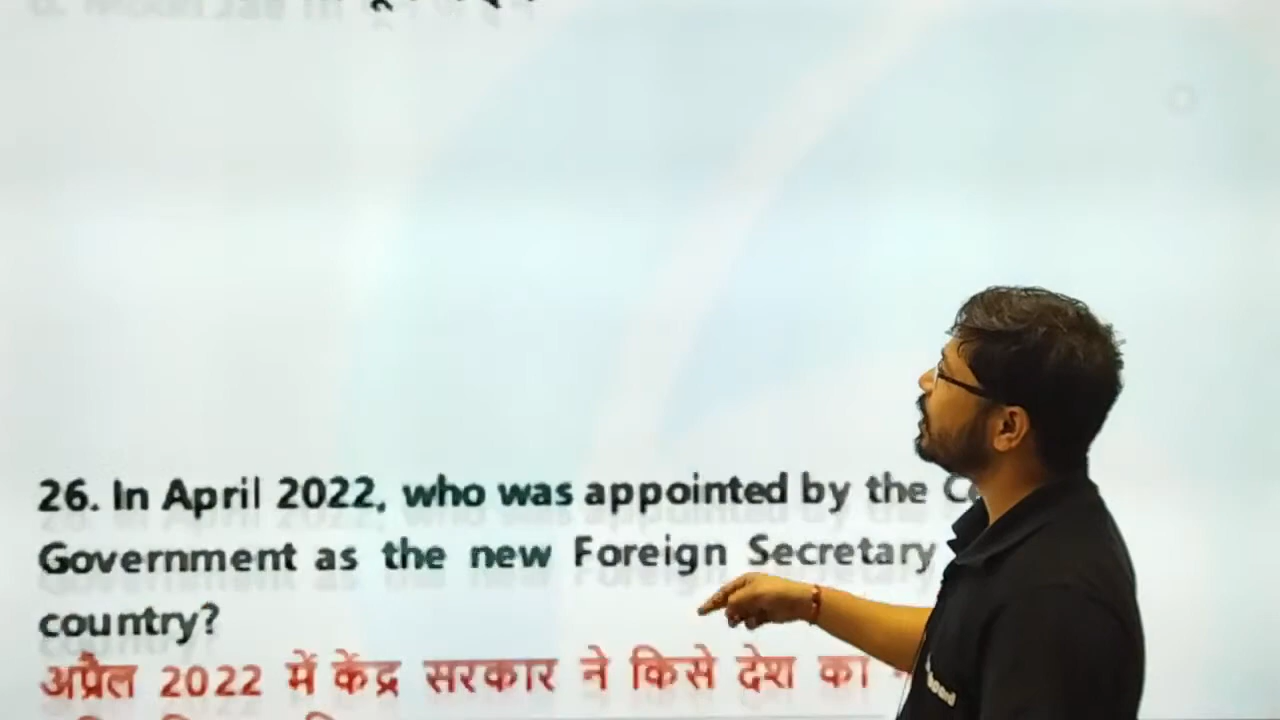 26. In April 2022, who was appointed by the
Government as the new Foreign Secretary
country?
अप्रैल 2022 में केंद्र सरकार ने किसे देश का